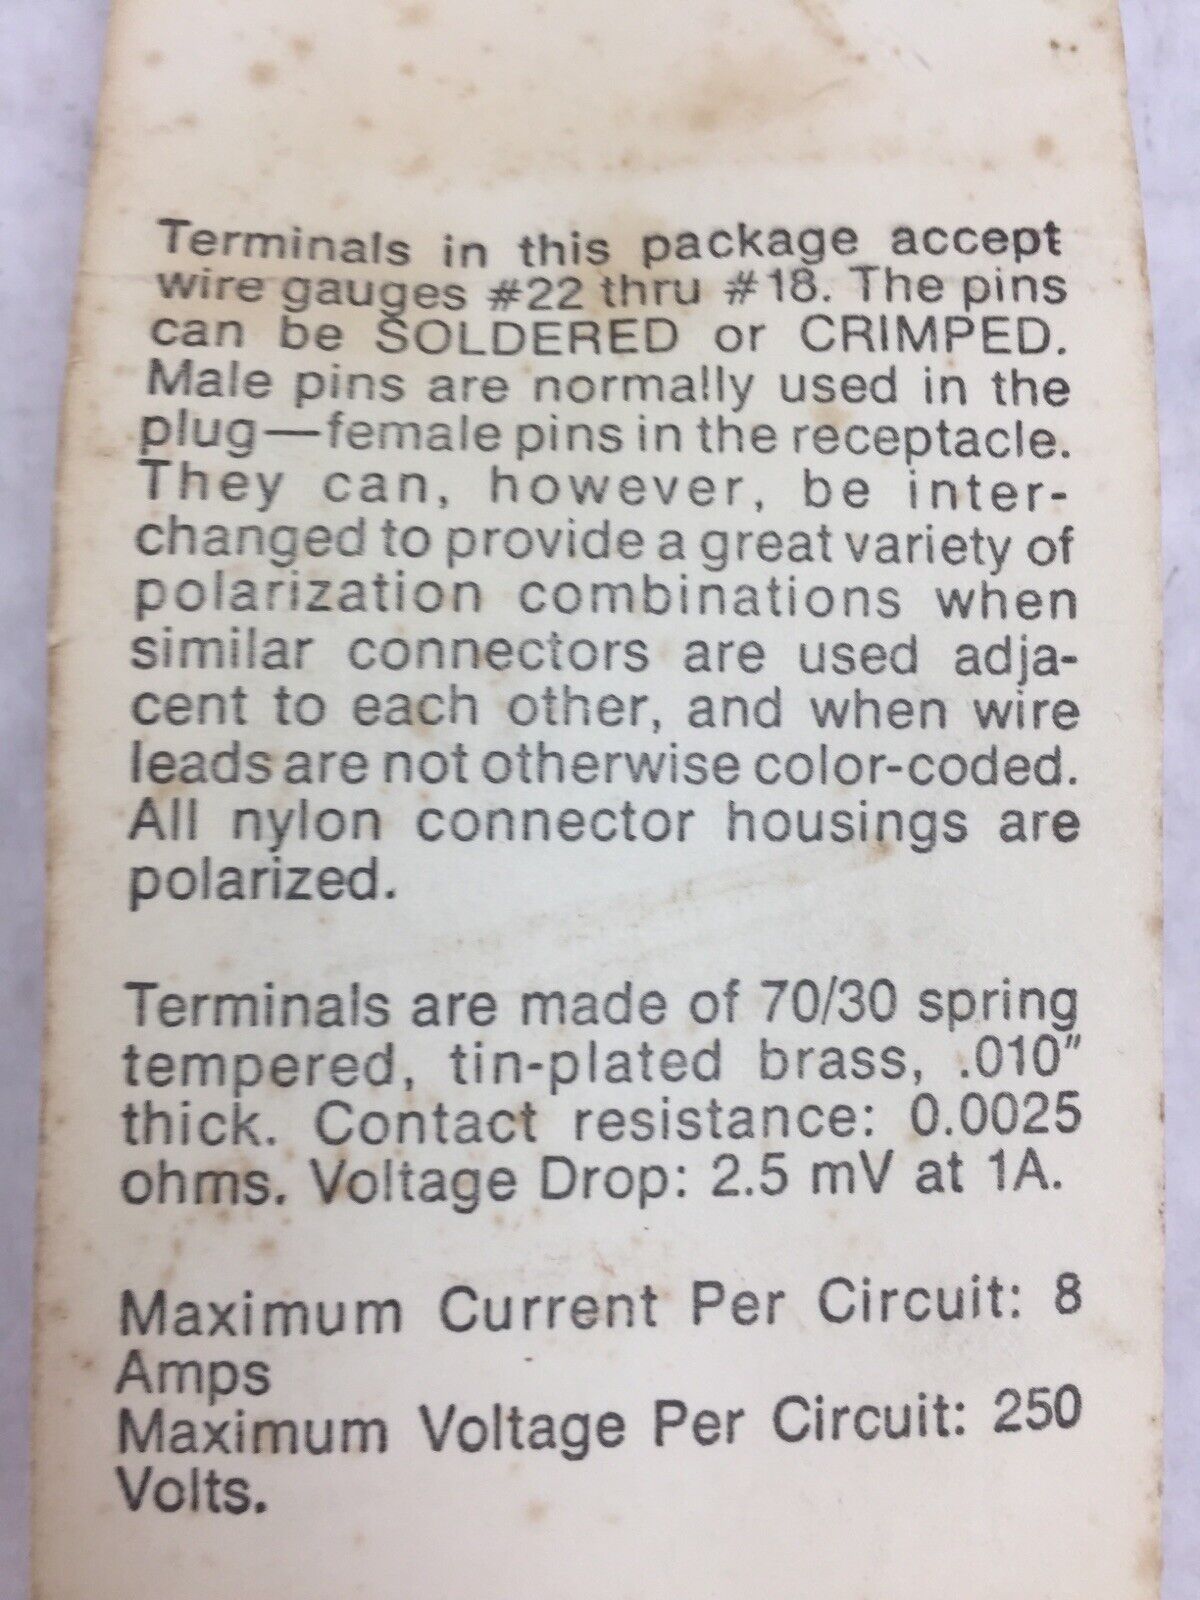 Terminals in this package accept
wire gauges #22 thru #18. The pins
can be SOLDERED or CRIMPED.
Male pins are normally used in the
plug—female pins in the receptacle.
They can, however, be inter-
changed to provide a great variety of
polarization combinations when
similar connectors are used adja-
cent to each other, and when wire
leads are not otherwise color-coded.
All nylon connector housings are
polarized.
Terminals are made of 70/30 spring
tempered, tin-plated brass, .010"
thick. Contact resistance: 0.0025
ohms. Voltage Drop: 2.5 mV at 1A.
Maximum Current Per Circuit: 8
Amps
Maximum Voltage Per Circuit: 250
Volts.